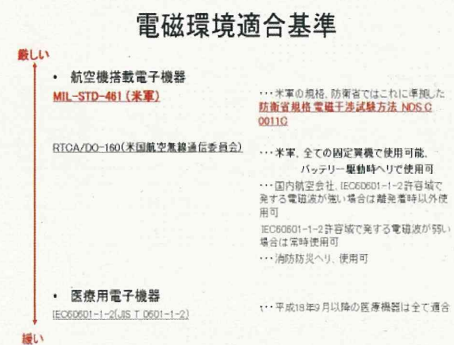 電磁環境適合基準
厳しい
• 航空機搭載電子機器
MIL-STD-461（米軍）
・・・米軍の規格、防衛省ではこれに準拠した
防衛省規格 電磁干渉試験方法 NDS C
0011C
RTCA/DO-160(米国航空無線通信委員会)
・・・米軍、全ての固定翼機で使用可能、
バッテリー駆動時ヘリで使用可
・・・国内航空会社、IEC60601-1-2許容域で
発する電磁波が強い場合は離発着時以外使
用可
IEC60601-1-2許容域で発する電磁波が弱い
場合は常時使用可
・・・消防防災ヘリ、使用可
• 医療用電子機器
IEC60601-1-2(JIS T 0601-1-2)
・・・平成18年9月以降の医療機器は全て適合
緩い